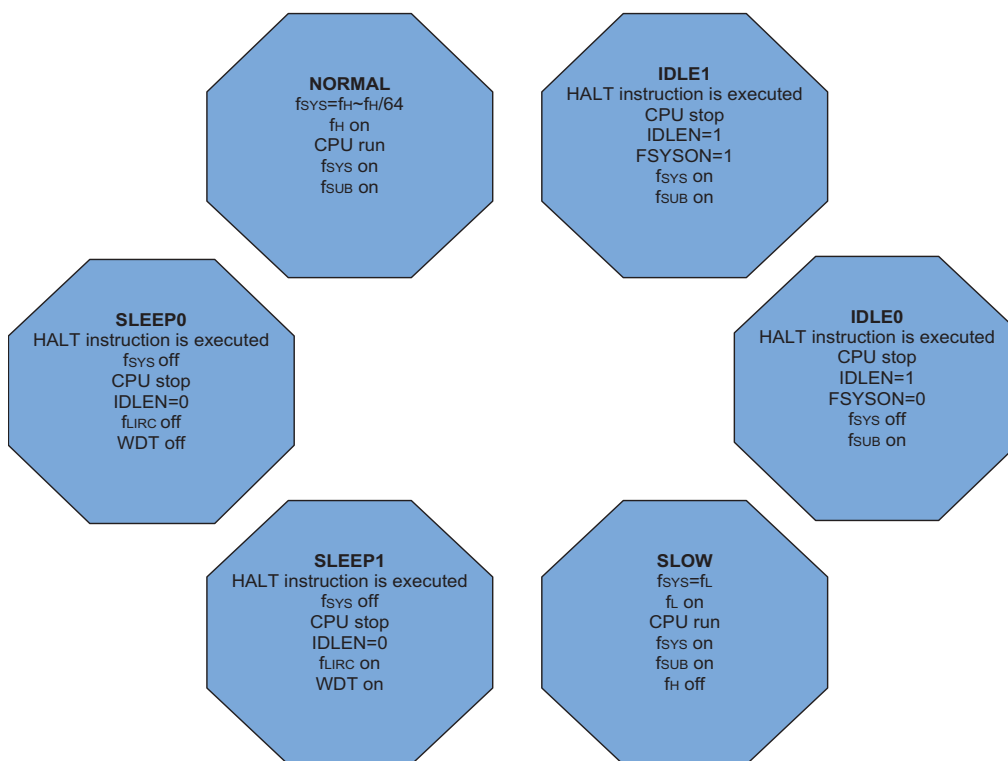 NORMAL
fSYS=fH~fH/64
fH on
CPU run
fSYS on
fSUB on
IDLE1
HALT instruction is executed
CPU stop
IDLEN=1
FSYSON=1
fSYS on
fSUB on
SLEEP0
HALT instruction is executed
fSYS off
CPU stop
IDLEN=0
fLIRC off
WDT off
IDLE0
HALT instruction is executed
CPU stop
IDLEN=1
FSYSON=0
fSYS off
fSUB on
SLEEP1
HALT instruction is executed
fSYS off
CPU stop
IDLEN=0
fLIRC on
WDT on
SLOW
fSYS=fL
fL on
CPU run
fSYS on
fSUB on
fH off